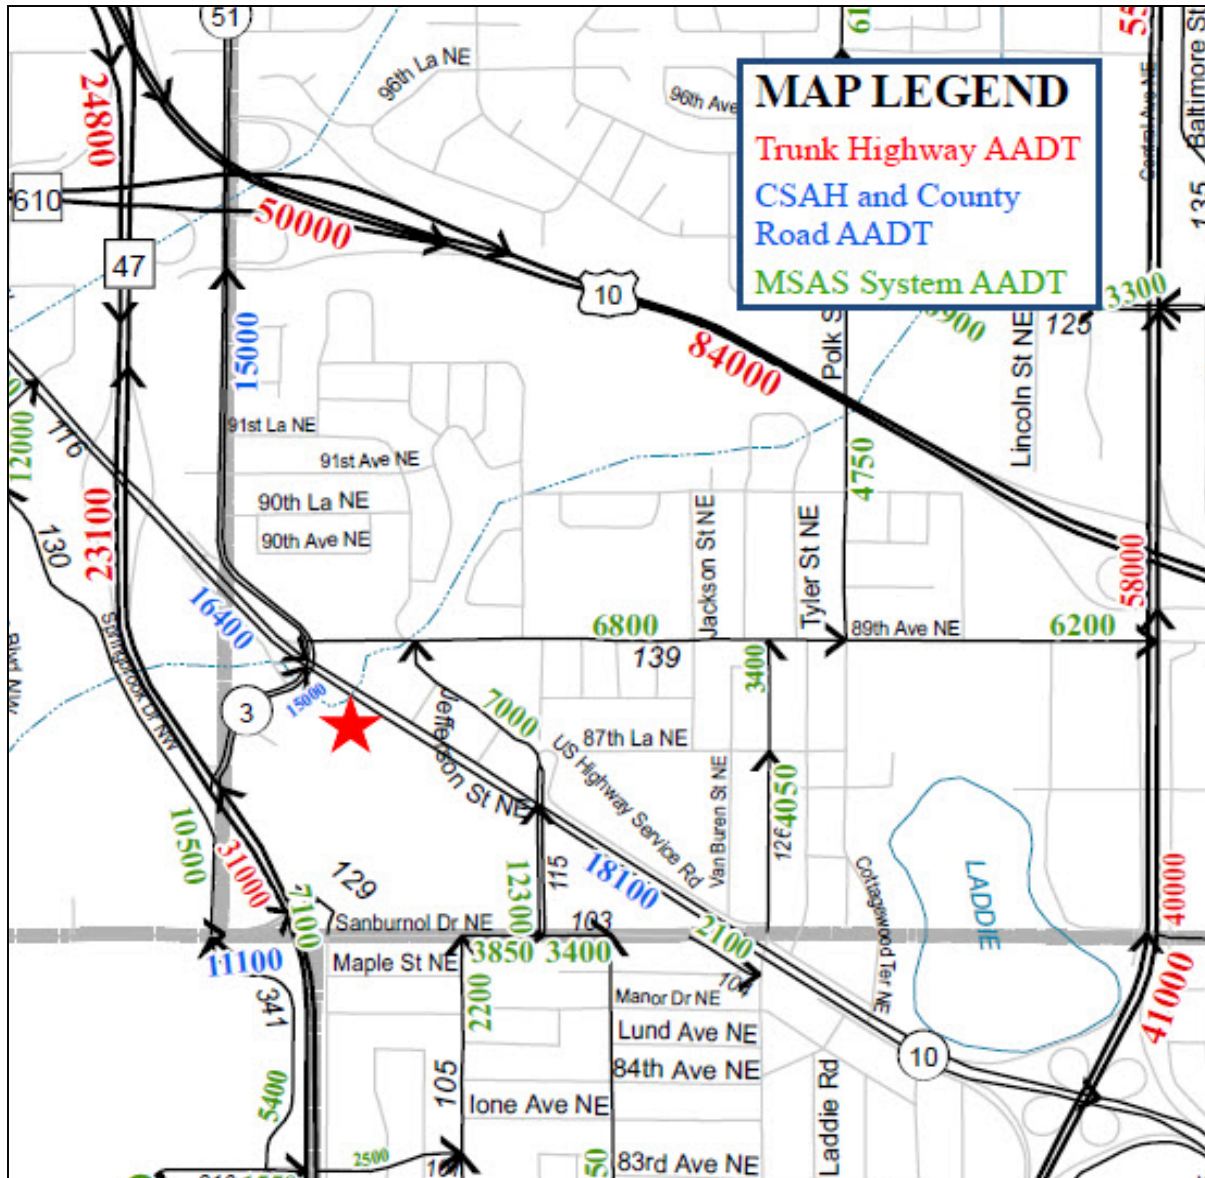 51
61
55
Baltimore St
24800
96th La NE
96th Ave
MAP LEGEND
Trunk Highway AADT
CSAH and County
Road AADT
MSAS System AADT
Central Ave NE
135
610
50000
47
10
3300
125
Polk S
Lincoln St NE
15000
84000
116
12000
91st La NE
91st Ave NE
4750
90th La NE
90th Ave NE
23100
130
Jackson St NE
Tyler St NE
58000
16400
6800
139
89th Ave NE
6200
3400
Springbrook Dr NW
3
15000
7000
Jefferson St NE
87th La NE
US Highway Service Rd
Van Buren St NE
4050
10500
31000
129
7100
12300
115
18100
Cottagewood Ter NE
LADDIE
40000
Sanburnol Dr NE
103
3850
3400
2100
11100
Maple St NE
104
341
2200
Manor Dr NE
Lund Ave NE
41000
10
84th Ave NE
105
5400
Ione Ave NE
Laddie Rd
2500
83rd Ave NE
50